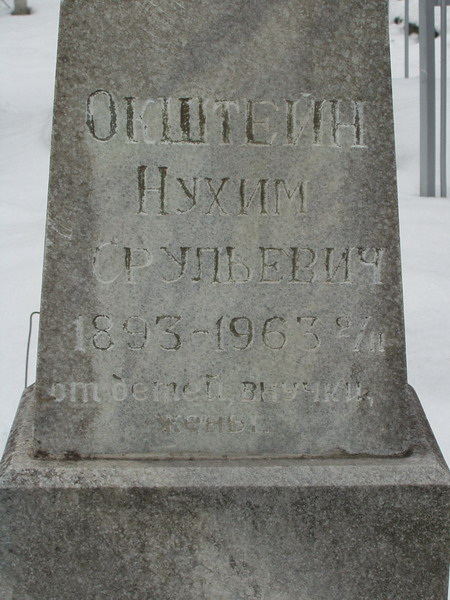 ОКШТЕЙН
НУХИМ
СРУЛЬЕВИЧ
1893-1963
от детей, внучки,
жены.